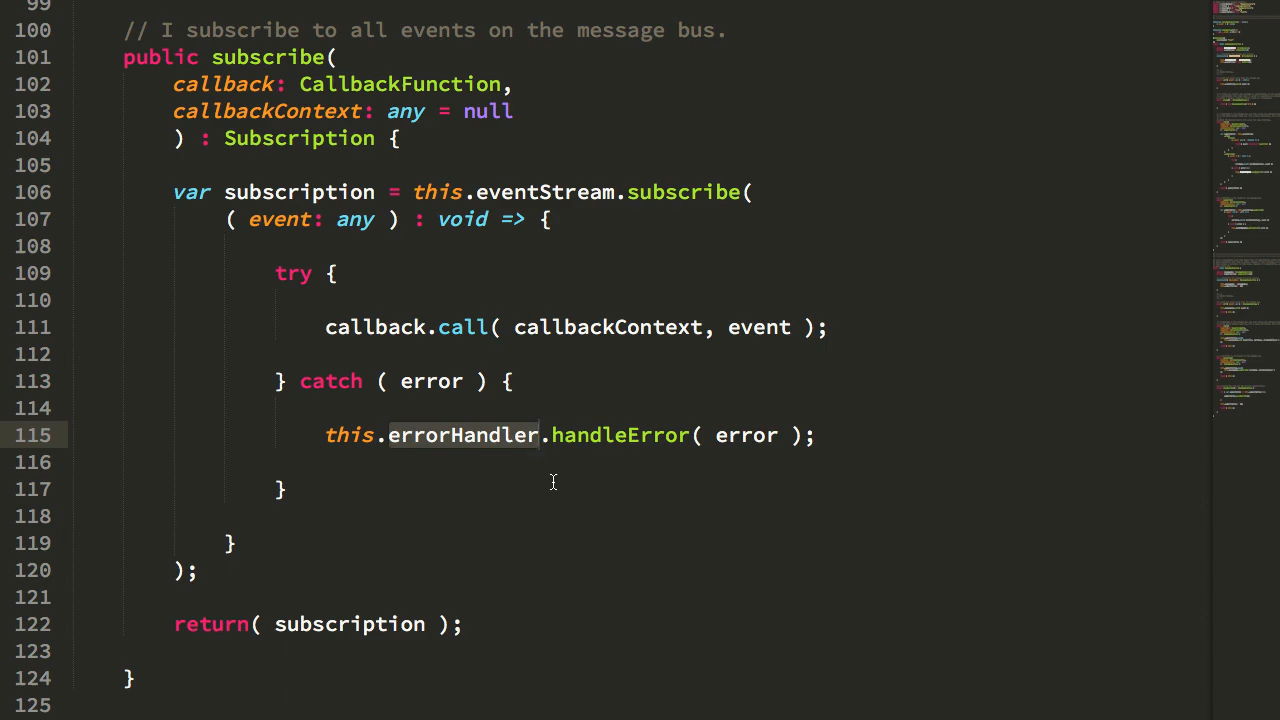 99
100 // I subscribe to all events on the message bus.
101 public subscribe(
102 callback: CallbackFunction,
103 callbackContext: any = null
104 ) : Subscription {
105
106 var subscription = this.eventStream.subscribe(
107 ( event: any ) : void => {
108
109 try {
110
111 callback.call( callbackContext, event );
112
113 } catch ( error ) {
114
115 this.errorHandler.handleError( error );
116
117 }
118
119 }
120 );
121
122 return( subscription );
123
124 }
125